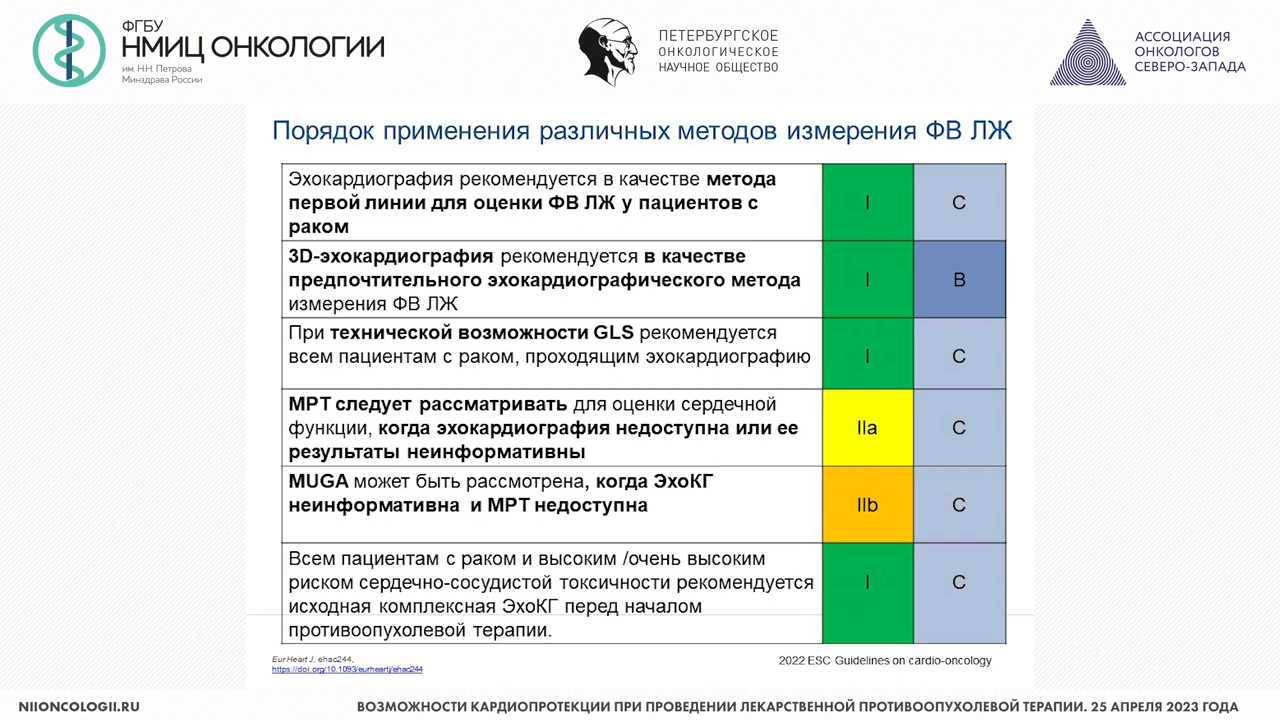 ФГБУ
НМИЦ ОНКОЛОГИИ
им. Н.Н. Петрова
Минздрава России
ПЕТЕРБУРГСКОЕ
ОНКОЛОГИЧЕСКОЕ
НАУЧНОЕ ОБЩЕСТВО
АССОЦИАЦИЯ
ОНКОЛОГОВ
СЕВЕРО-ЗАПАДА
Порядок применения различных методов измерения ФВ ЛЖ
Эхокардиография рекомендуется в качестве метода
первой линии для оценки ФВ ЛЖ у пациентов с
раком
I
C
3D-эхокардиография рекомендуется в качестве
предпочтительного эхокардиографического метода
измерения ФВ ЛЖ
I
B
При технической возможности GLS рекомендуется
всем пациентам с раком, проходящим эхокардиографию
I
C
МРТ следует рассматривать для оценки сердечной
функции, когда эхокардиография недоступна или ее
результаты неинформативны
IIa
C
MUGA может быть рассмотрена, когда ЭхоКГ
неинформативна и МРТ недоступна
IIb
C
Всем пациентам с раком и высоким /очень высоким
риском сердечно-сосудистой токсичности рекомендуется
исходная комплексная ЭхоКГ перед началом
противоопухолевой терапии.
I
C
Eur Heart J, ehac244,
https://doi.org/10.1093/eurheartj/ehac244
2022 ESC Guidelines on cardio-oncology
NIIONCOLOGII.RU
ВОЗМОЖНОСТИ КАРДИОПРОТЕКЦИИ ПРИ ПРОВЕДЕНИИ ЛЕКАРСТВЕННОЙ ПРОТИВООПУХОЛЕВОЙ ТЕРАПИИ. 25 АПРЕЛЯ 2023 ГОДА